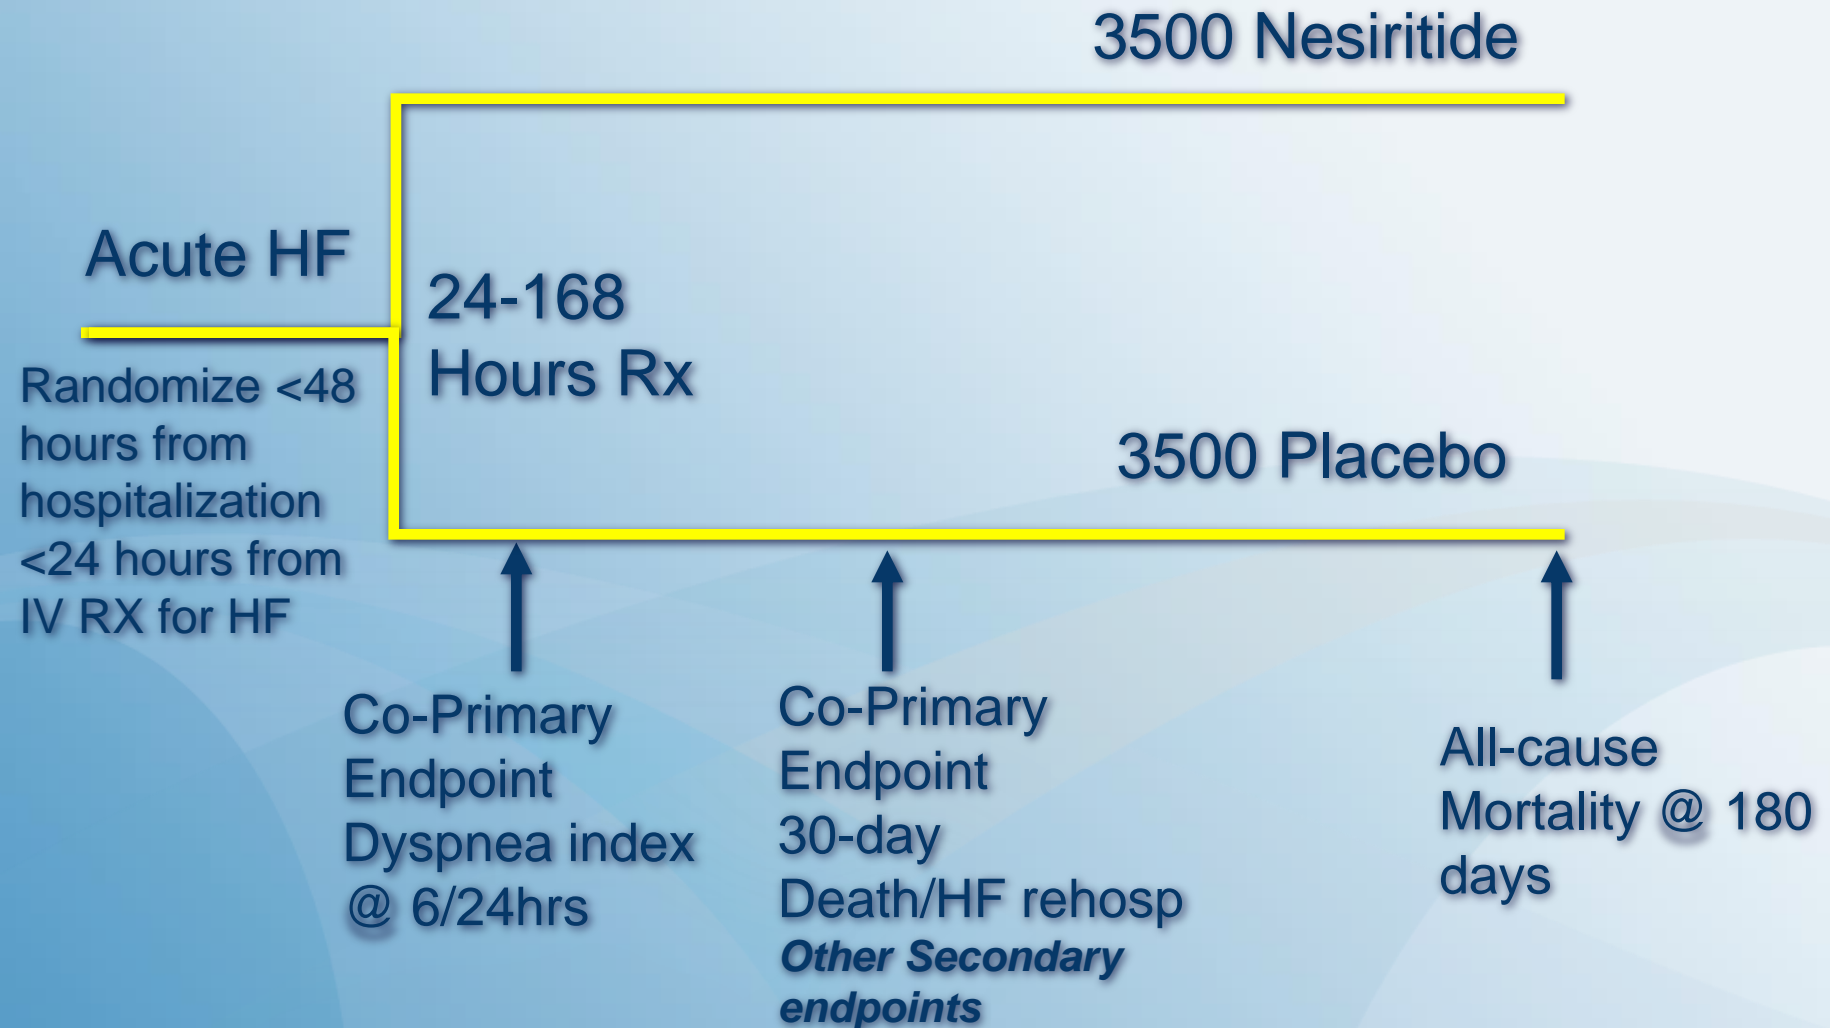 3500 Nesiritide
Acute HF
24-168
Hours Rx
Randomize <48
hours from
hospitalization
<24 hours from
IV RX for HF
3500 Placebo
Co-Primary
Endpoint
Dyspnea index
@ 6/24hrs
Co-Primary
Endpoint
30-day
Death/HF rehosp
Other Secondary
endpoints
All-cause
Mortality @ 180
days